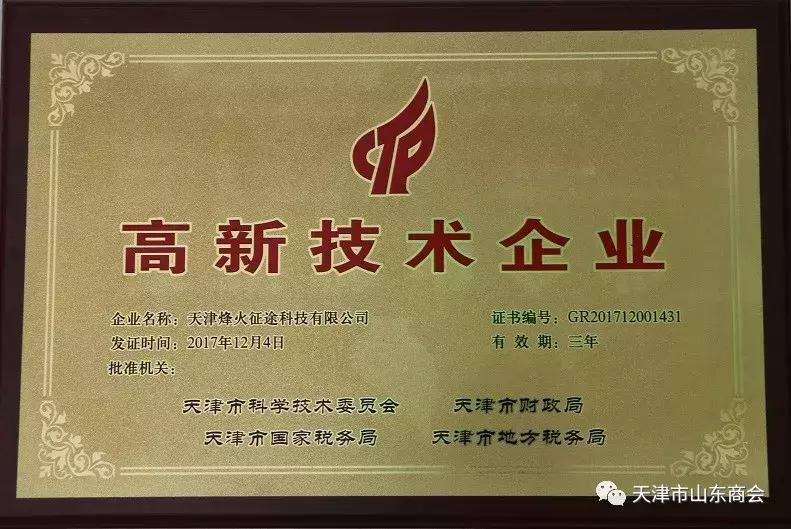 CTP
高新技术企业
企业名称：天津烽火征途科技有限公司 证书编号：GR201712001431
发证时间：2017年12月4日 有效期：三年
批准机关：
天津市科学技术委员会 天津市财政局
天津市国家税务局 天津市地方税务局
天津市山东商会